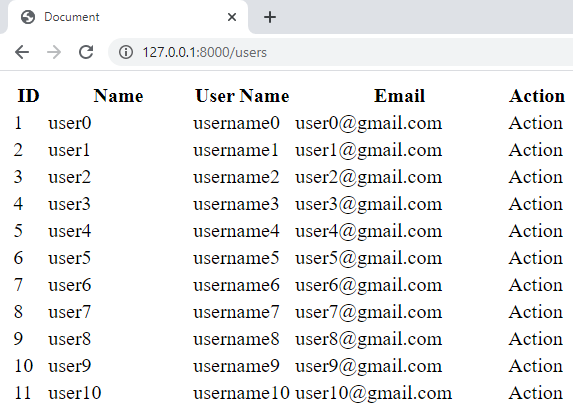 Document
127.0.0.1:8000/users
ID Name User Name Email Action
1 user0 username0 user0@gmail.com Action
2 user1 username1 user1@gmail.com Action
3 user2 username2 user2@gmail.com Action
4 user3 username3 user3@gmail.com Action
5 user4 username4 user4@gmail.com Action
6 user5 username5 user5@gmail.com Action
7 user6 username6 user6@gmail.com Action
8 user7 username7 user7@gmail.com Action
9 user8 username8 user8@gmail.com Action
10 user9 username9 user9@gmail.com Action
11 user10 username10 user10@gmail.com Action